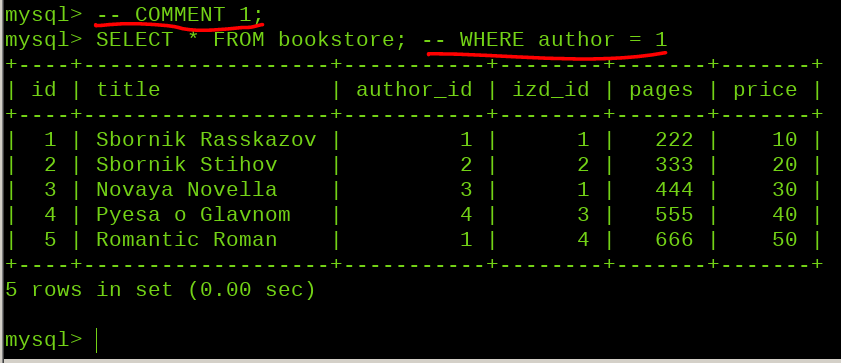 mysql> -- COMMENT 1;
mysql> SELECT * FROM bookstore; -- WHERE author = 1
+----+-------------------+-----------+--------+-------+-------+
| id | title             | author_id | izd_id | pages | price |
+----+-------------------+-----------+--------+-------+-------+
|  1 | Sbornik Rasskazov |         1 |      1 |   222 |    10 |
|  2 | Sbornik Stihov    |         2 |      2 |   333 |    20 |
|  3 | Novaya Novella    |         3 |      1 |   444 |    30 |
|  4 | Pyesa o Glavnom   |         4 |      3 |   555 |    40 |
|  5 | Romantic Roman    |         1 |      4 |   666 |    50 |
+----+-------------------+-----------+--------+-------+-------+
5 rows in set (0.00 sec)
mysql>